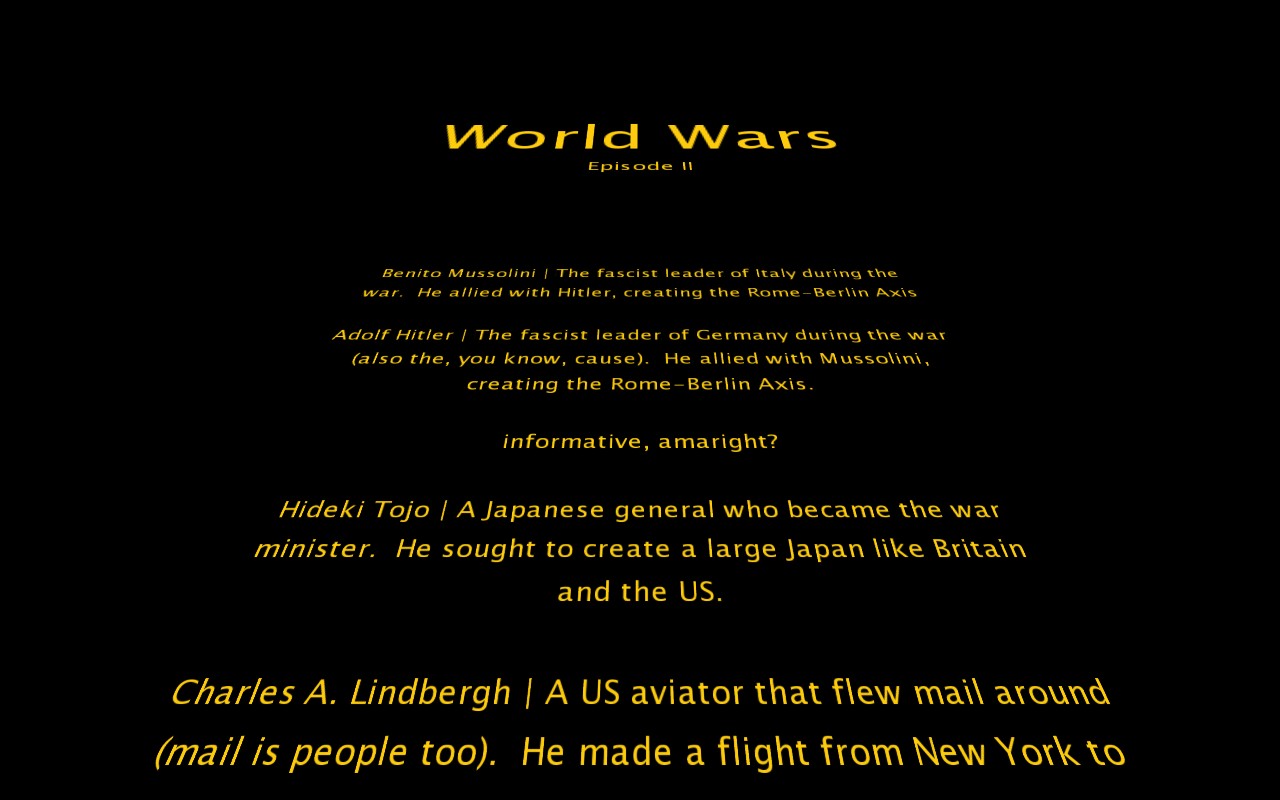 World Wars
Episode II
Benito Mussolini | The fascist leader of Italy during the
war.  He allied with Hitler, creating the Rome-Berlin Axis
Adolf Hitler | The fascist leader of Germany during the war
(also the, you know, cause).  He allied with Mussolini,
creating the Rome-Berlin Axis.
informative, amaright?
Hideki Tojo | A Japanese general who became the war
minister.  He sought to create a large Japan like Britain
and the US.
Charles A. Lindbergh | A US aviator that flew mail around
(mail is people too).  He made a flight from New York to